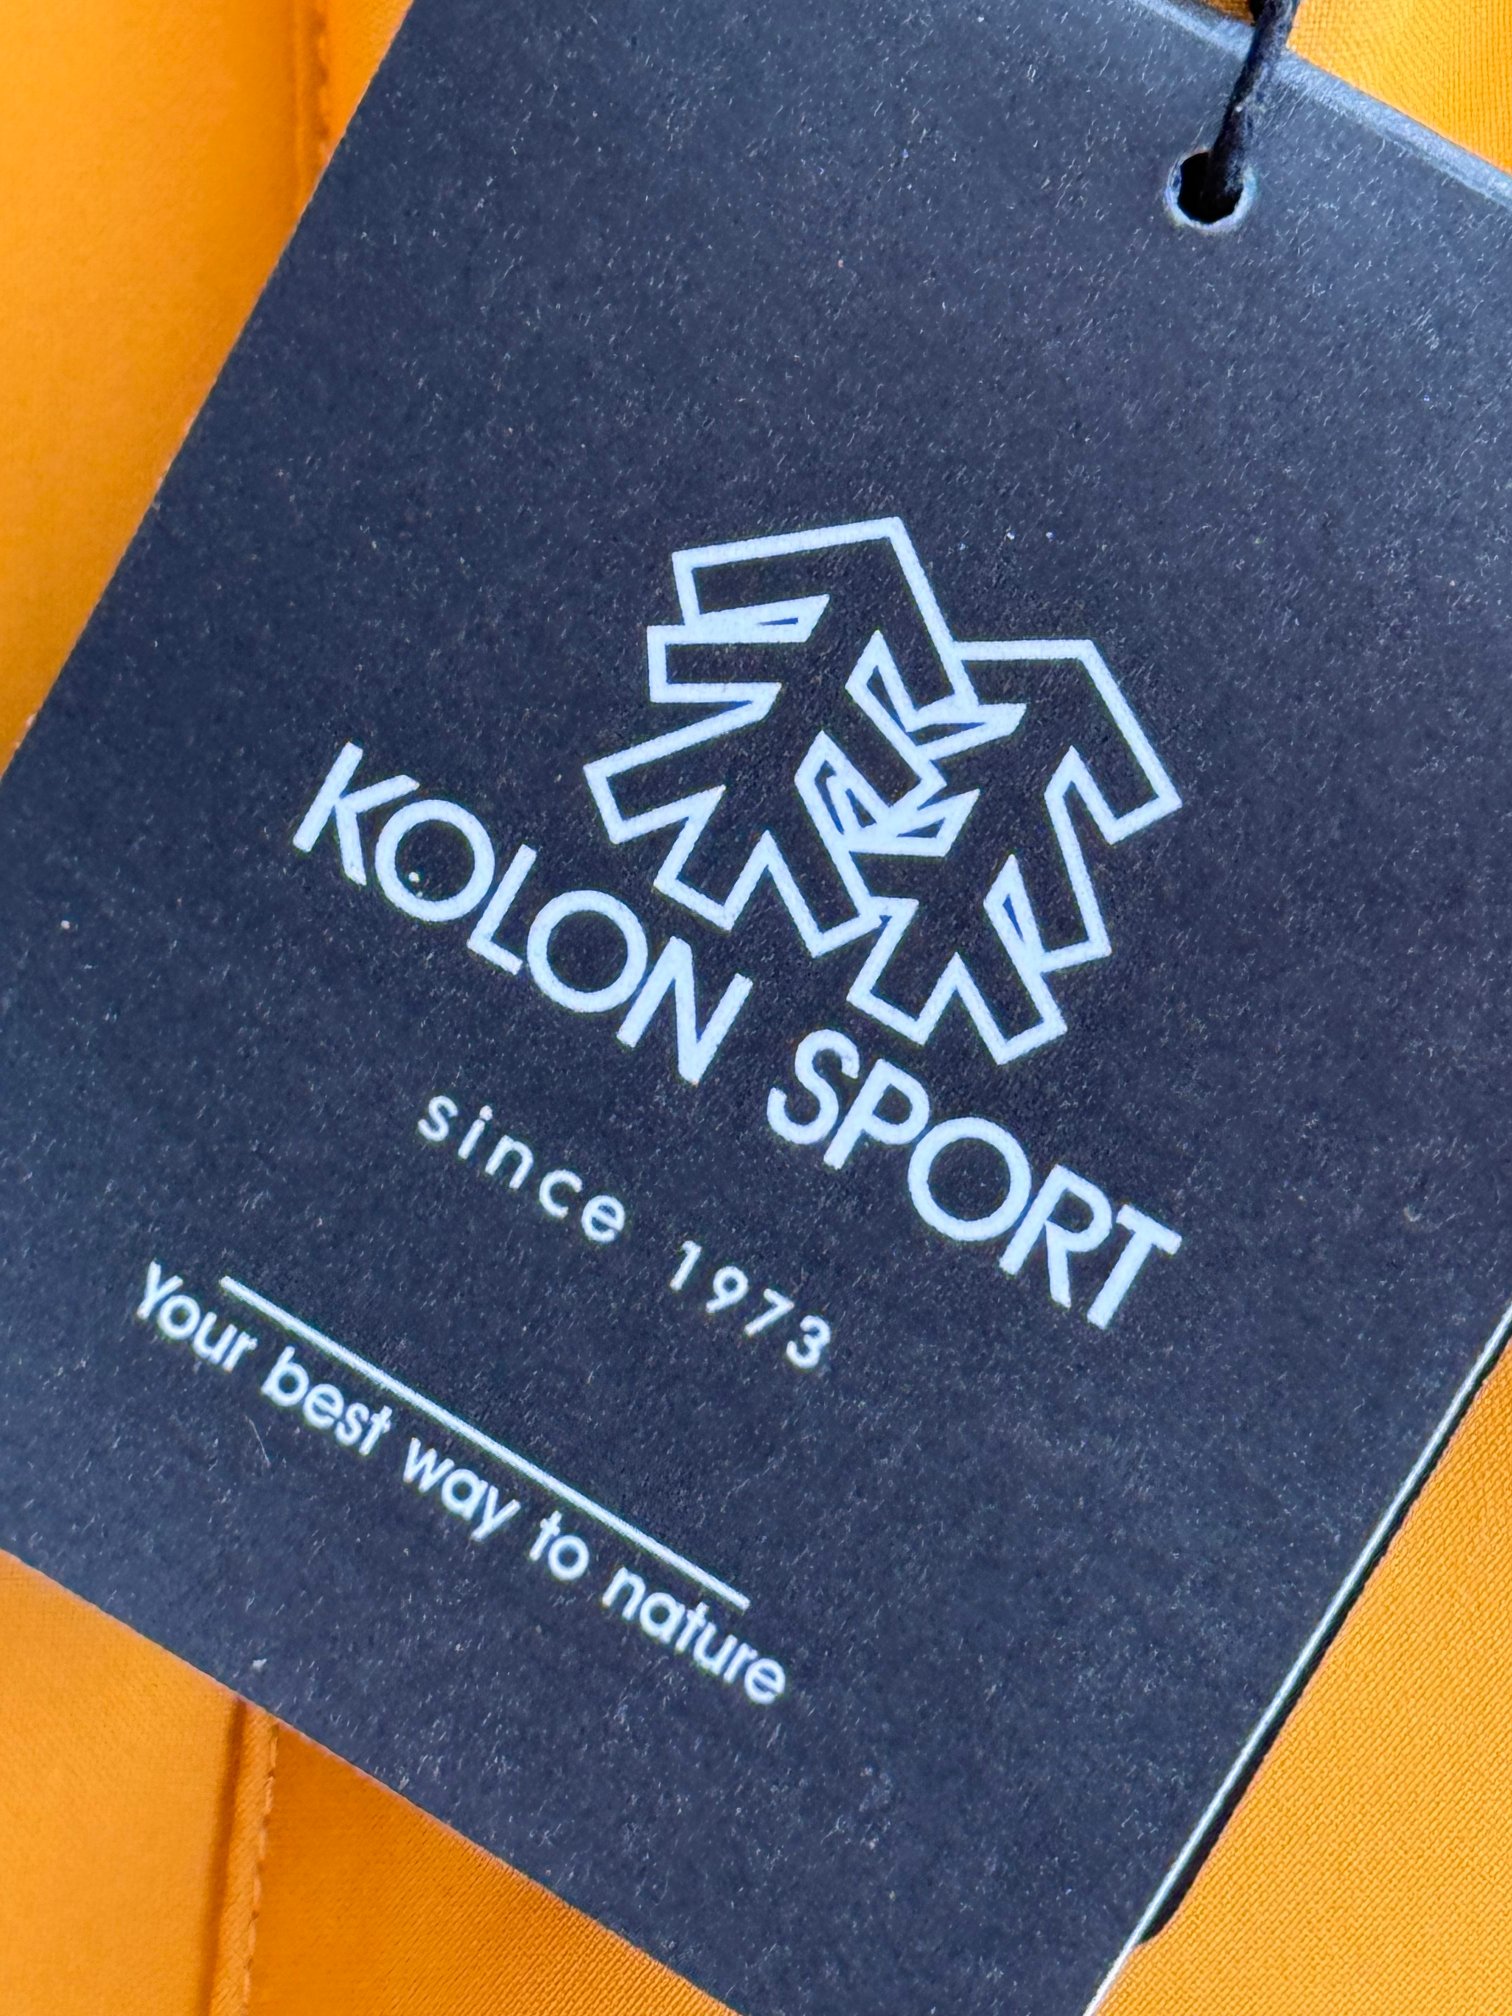 KOLON SPORT
since 1973
Your best way to nature